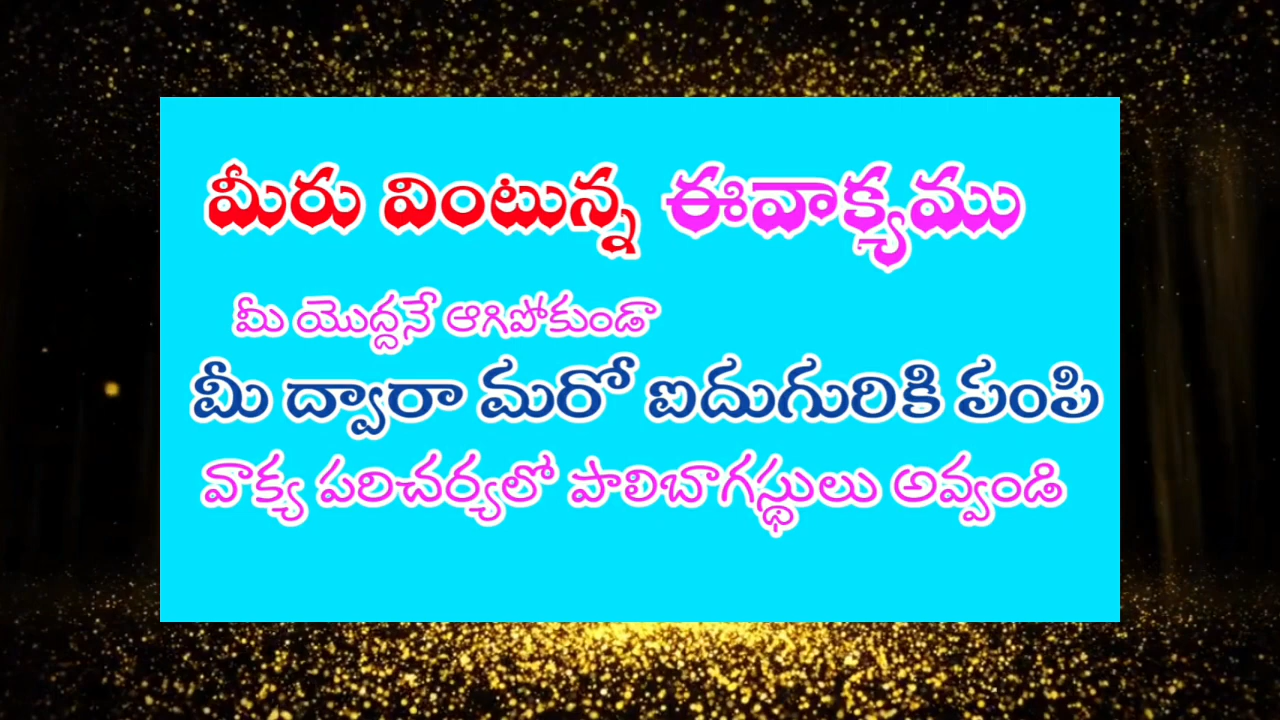 మీరు వింటున్న ఈవాక్యము
మీ యొద్దనే ఆగిపోకుండా
మీ ద్వారా మరో ఐదుగురికి పంపి
వాక్య పరిచర్యలో పాలిబాగస్థులు అవ్వండి